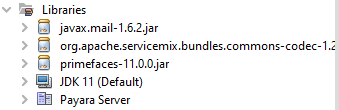 Libraries
javax.mail-1.6.2.jar
org.apache.servicemix.bundles.commons-codec-1.2
primefaces-11.0.0.jar
JDK 11 (Default)
Payara Server